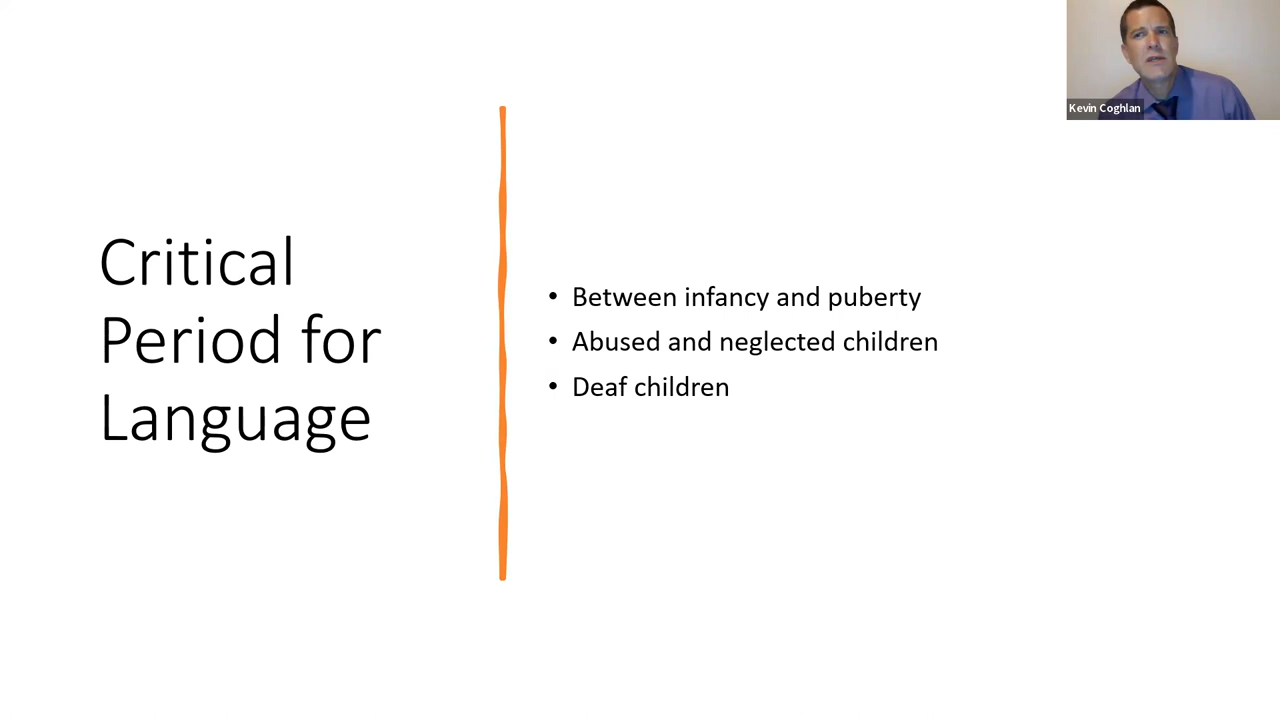 Kevin Coghlan
Critical
Period for
Language
• Between infancy and puberty
• Abused and neglected children
• Deaf children